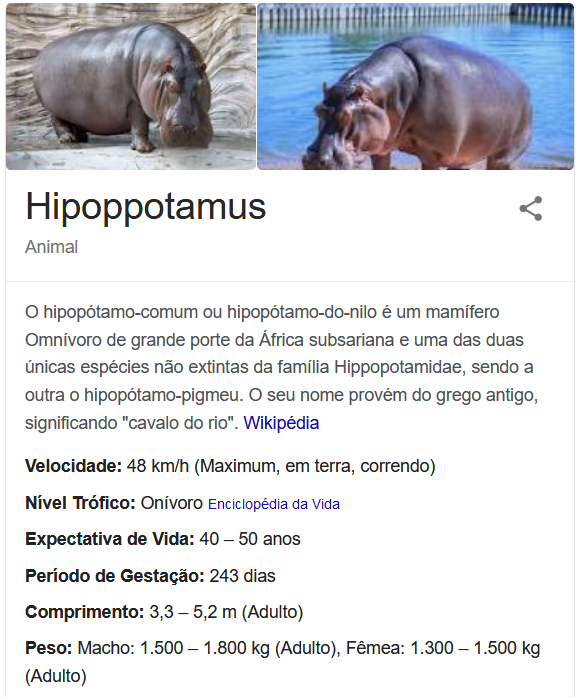 Hipoppotamus
Animal
O hipopótamo-comum ou hipopótamo-do-nilo é um mamífero
Omnívoro de grande porte da África subsariana e uma das duas
únicas espécies não extintas da família Hippopotamidae, sendo a
outra o hipopótamo-pigmeu. O seu nome provém do grego antigo,
significando "cavalo do rio". Wikipédia
Velocidade: 48 km/h (Maximum, em terra, correndo)
Nível Trófico: Onívoro Enciclopédia da Vida
Expectativa de Vida: 40 – 50 anos
Período de Gestação: 243 dias
Comprimento: 3,3 – 5,2 m (Adulto)
Peso: Macho: 1.500 – 1.800 kg (Adulto), Fêmea: 1.300 – 1.500 kg
(Adulto)